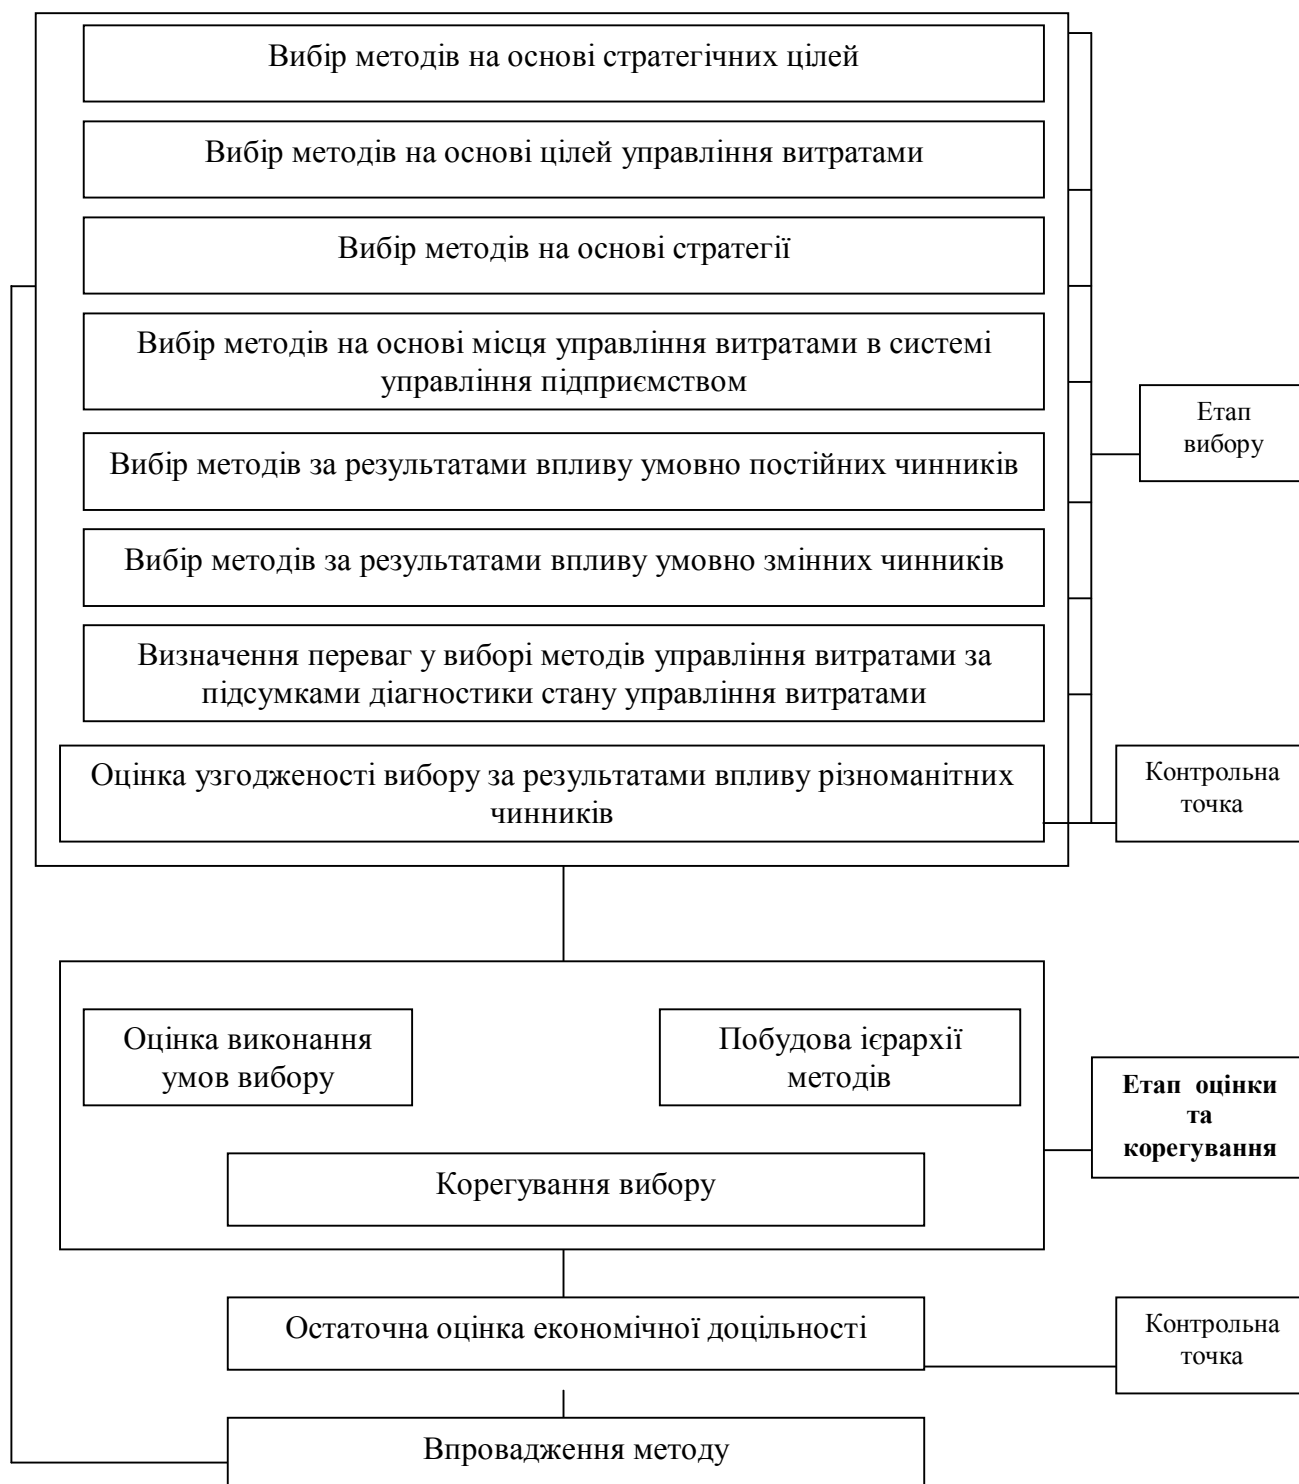 Вибір методів на основі стратегічних цілей
Вибір методів на основі цілей управління витратами
Вибір методів на основі стратегії
Вибір методів на основі місця управління витратами в системі
управління підприємством
Етап
вибору
Вибір методів за результатами впливу умовно постійних чинників
Вибір методів за результатами впливу умовно змінних чинників
Визначення переваг у виборі методів управління витратами за
підсумками діагностики стану управління витратами
Оцінка узгодженості вибору за результатами впливу різноманітних
чинників
Контрольна
точка
Оцінка виконання
умов вибору
Побудова ієрархії
методів
Етап оцінки
та
корегування
Корегування вибору
Остаточна оцінка економічної доцільності
Контрольна
точка
Впровадження методу